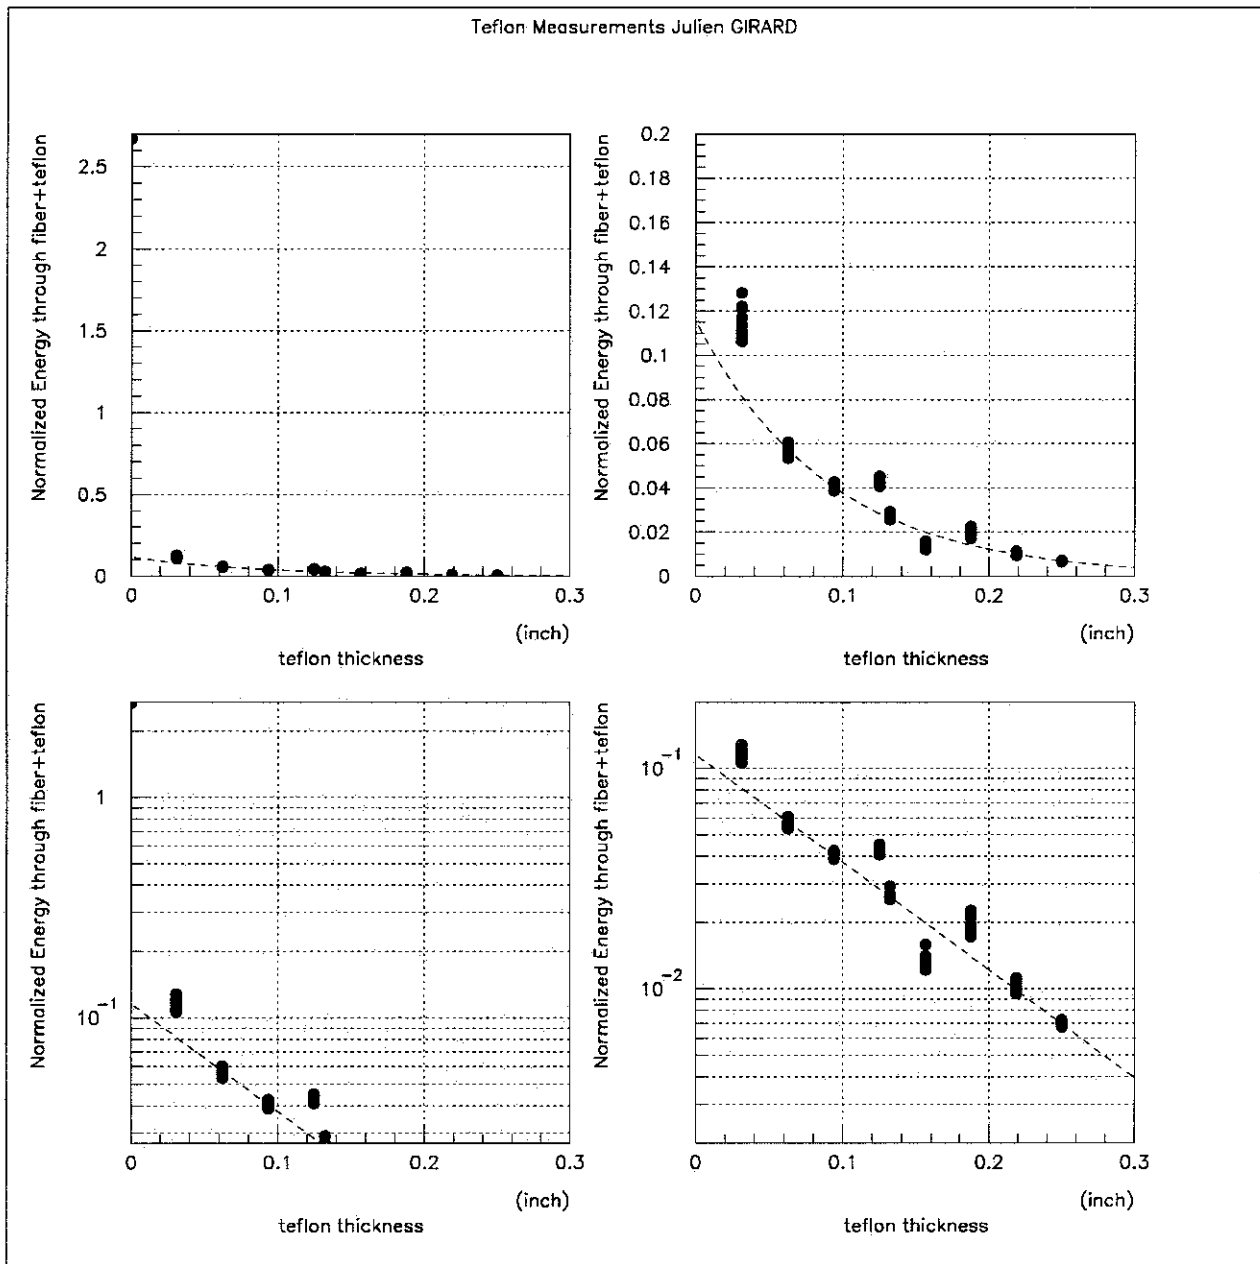 Teflon Measurements Julien GIRARD
Normalized Energy through fiber+teflon
2.5
2
1.5
1
0.5
0
0 0.1 0.2 0.3
(inch)
teflon thickness
Normalized Energy through fiber+teflon
0.2
0.18
0.16
0.14
0.12
0.1
0.08
0.06
0.04
0.02
0
0 0.1 0.2 0.3
(inch)
teflon thickness
Normalized Energy through fiber+teflon
1
10⁻¹
0 0.1 0.2 0.3
(inch)
teflon thickness
Normalized Energy through fiber+teflon
10⁻¹
10⁻²
0 0.1 0.2 0.3
(inch)
teflon thickness